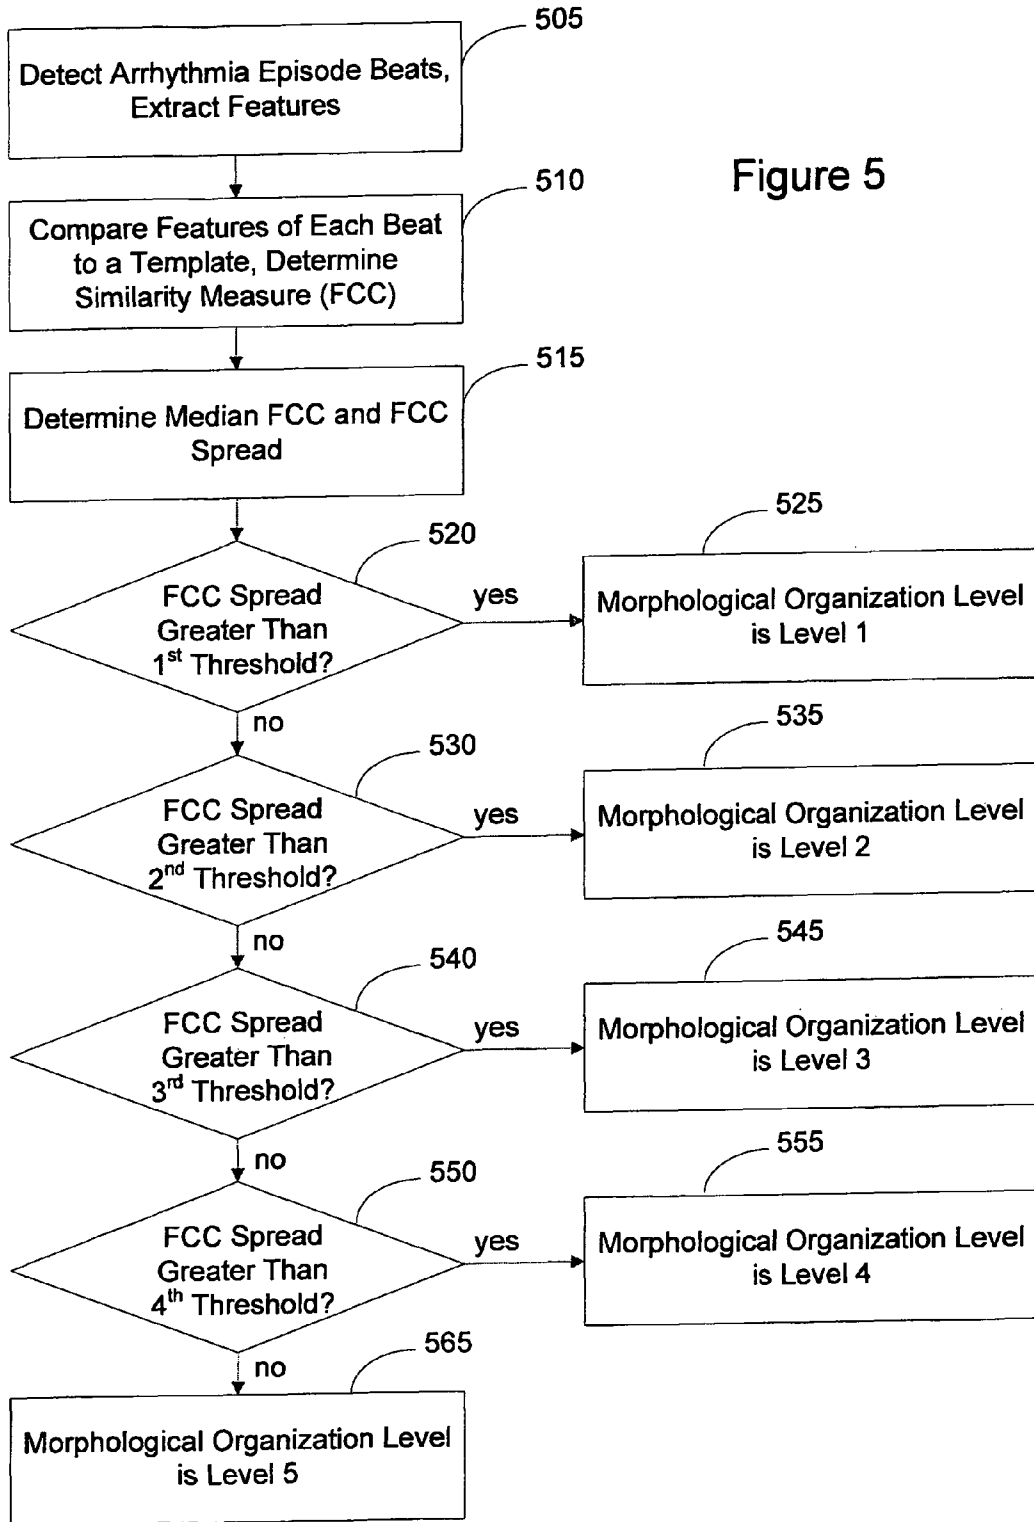 505
Detect Arrhythmia Episode Beats,
Extract Features
Figure 5
510
Compare Features of Each Beat
to a Template, Determine
Similarity Measure (FCC)
515
Determine Median FCC and FCC
Spread
520
FCC Spread
Greater Than
1st Threshold?
yes
525
Morphological Organization Level
is Level 1
no
530
FCC Spread
Greater Than
2nd Threshold?
yes
535
Morphological Organization Level
is Level 2
no
540
FCC Spread
Greater Than
3rd Threshold?
yes
545
Morphological Organization Level
is Level 3
no
550
FCC Spread
Greater Than
4th Threshold?
yes
555
Morphological Organization Level
is Level 4
no
565
Morphological Organization Level
is Level 5